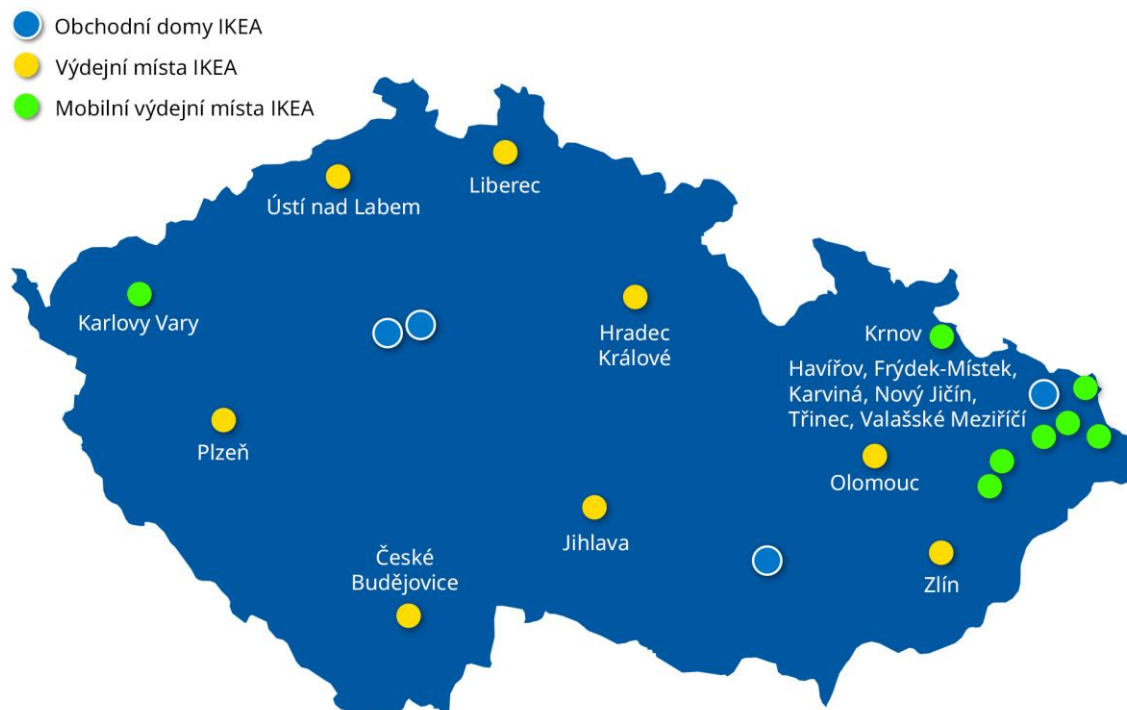 Obchodní domy IKEA
Výdejní místa IKEA
Mobilní výdejní místa IKEA
Liberec
Ústí nad Labem
Karlovy Vary
Hradec
Králové
Krnov
Havířov, Frýdek-Místek,
Karviná, Nový Jičín,
Třinec, Valašské Meziříčí
Plzeň
Olomouc
Jihlava
České
Budějovice
Zlín